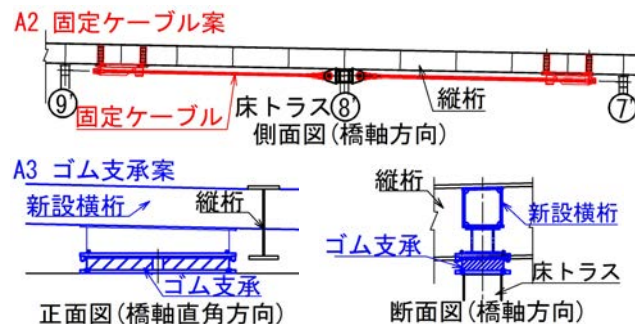 A2 固定ケーブル案
9'
固定ケーブル
床トラス
8'
縦桁
7'
側面図(橋軸方向)
A3 ゴム支承案
新設横桁
縦桁
ゴム支承
正面図(橋軸直角方向)
縦桁
新設横桁
ゴム支承
床トラス
断面図(橋軸方向)